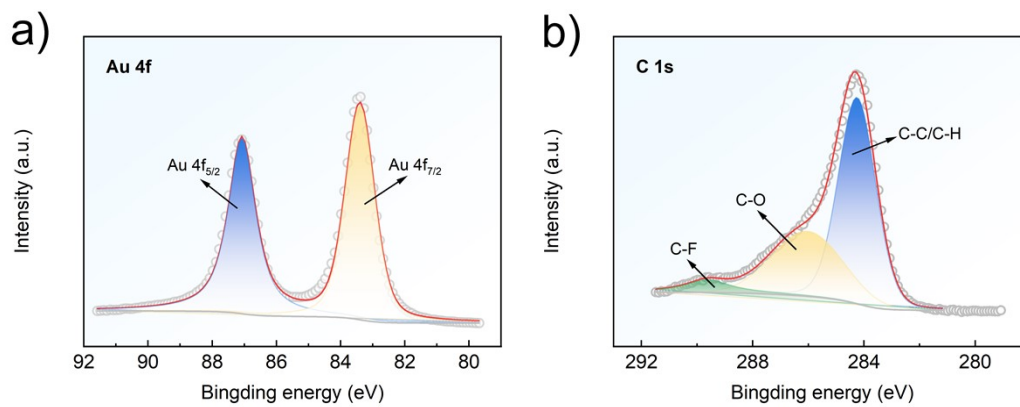 a)
Au 4f
Au 4f5/2
Au 4f7/2
Intensity (a.u.)
92 90 88 86 84 82 80
Bingding energy (eV)
b)
C 1s
C-C/C-H
C-O
C-F
Intensity (a.u.)
292 288 284 280
Bingding energy (eV)